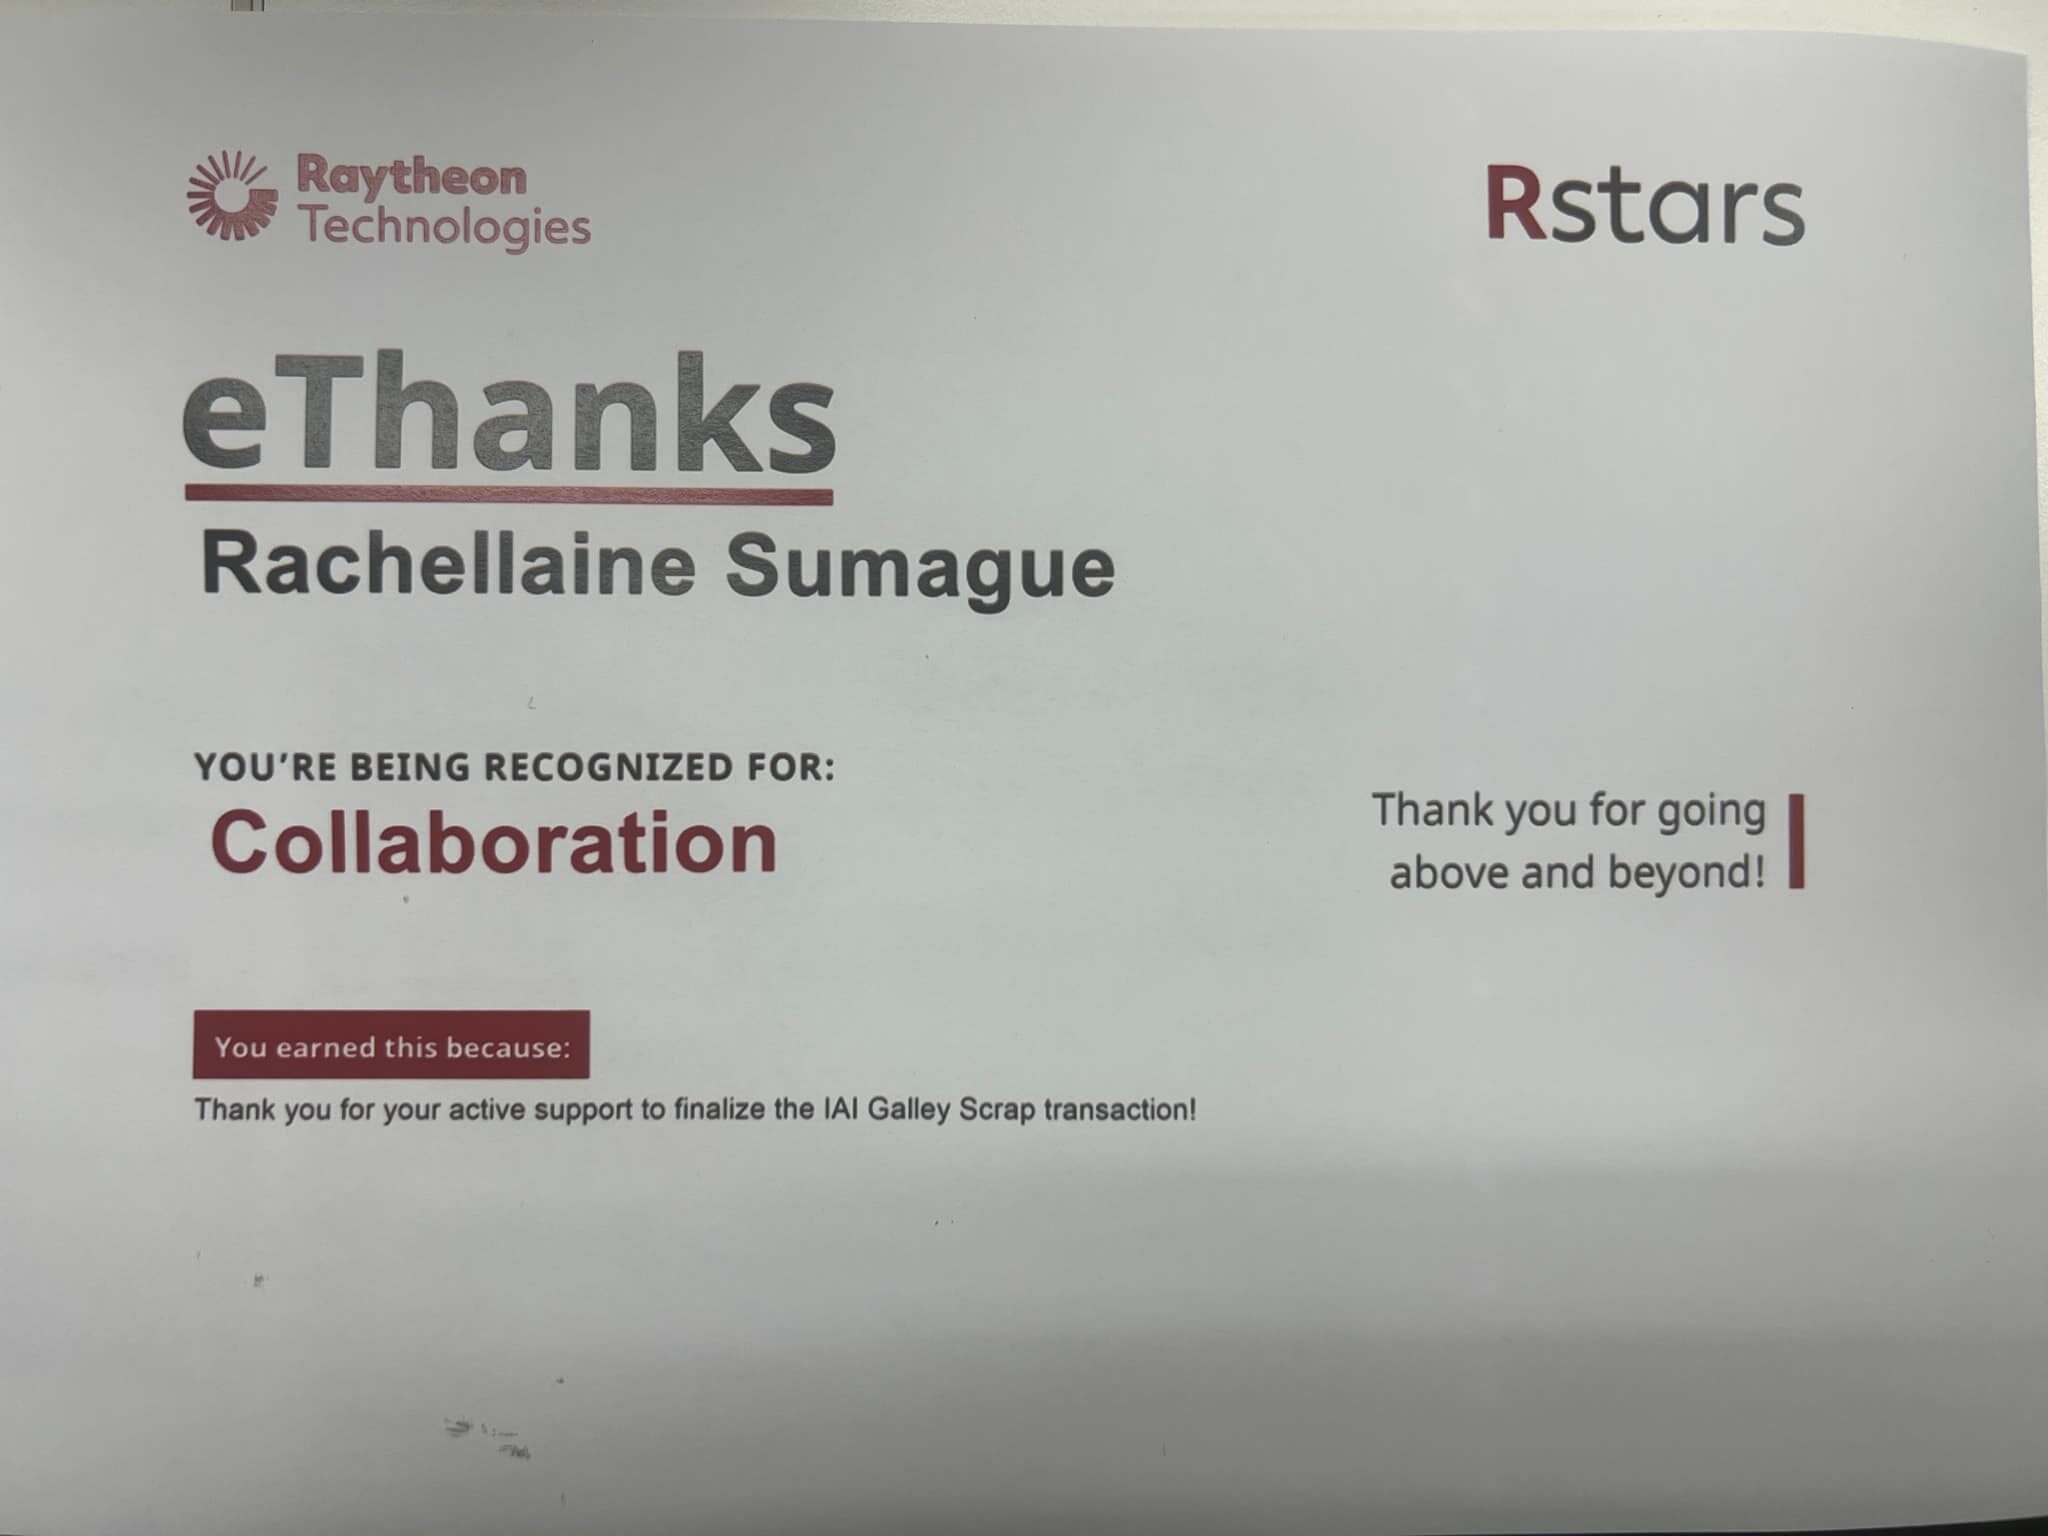 Raytheon
Technologies
Rstars
eThanks
Rachellaine Sumague
YOU'RE BEING RECOGNIZED FOR:
Collaboration
Thank you for going
above and beyond!
You earned this because:
Thank you for your active support to finalize the IAI Galley Scrap transaction!